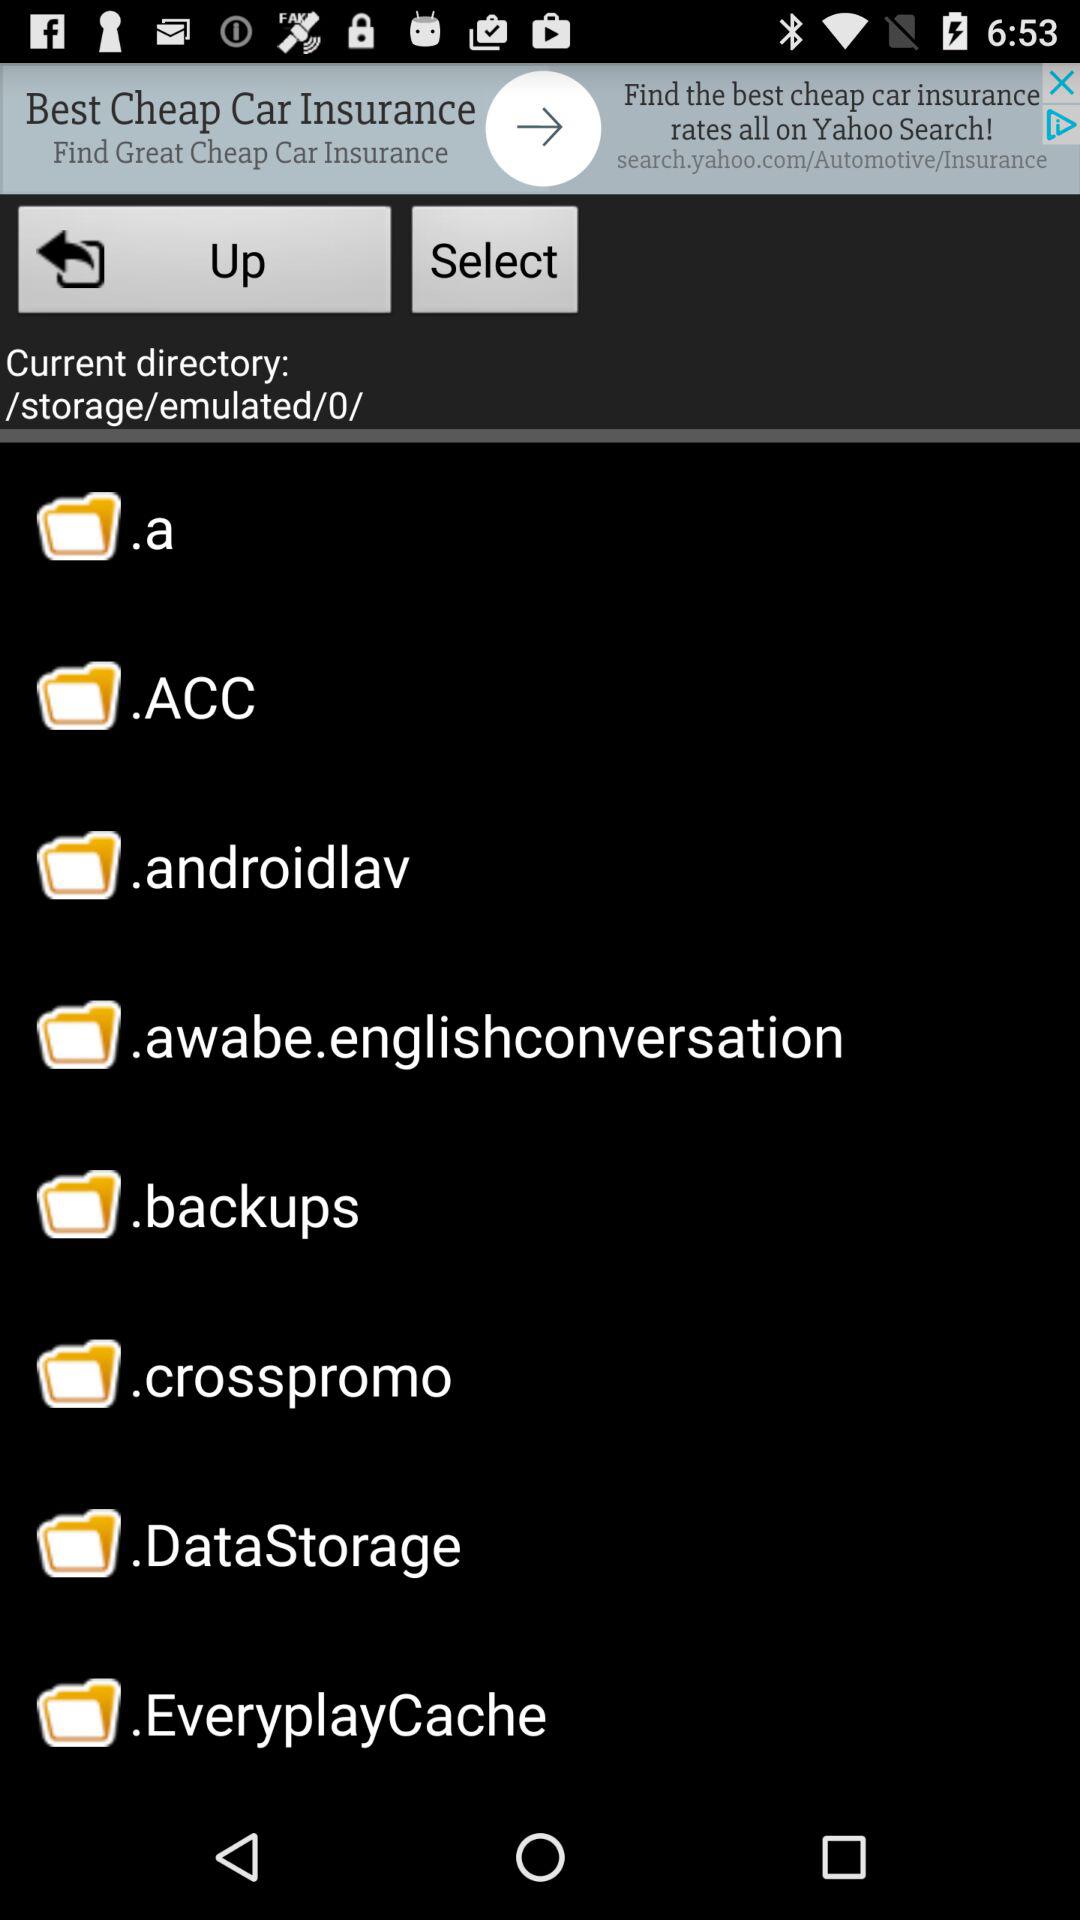 FAKE
6:53
Best Cheap Car Insurance
Find Great Cheap Car Insurance
Find the best cheap car insurance
rates all on Yahoo Search!
search.yahoo.com/Automotive/Insurance
Up
Select
Current directory:
/storage/emulated/0/
.a
.ACC
.androidlav
.awabe.englishconversation
.backups
.crosspromo
.DataStorage
.EveryplayCache